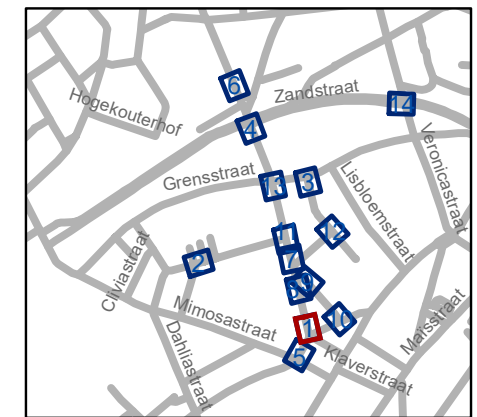 6
Zandstraat
14
Hogekouterhof
4
Veronicastraat
Grensstraat
13
3
Lisbloemstraat
12
7
2
Cliviastraat
Mimosastraat
1
Maisstraat
Dahliastraat
5
Klaverstraat